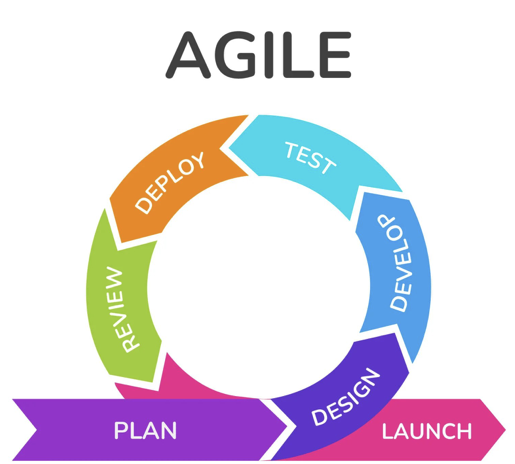 AGILE
PLAN
DESIGN
DEVELOP
TEST
DEPLOY
REVIEW
LAUNCH